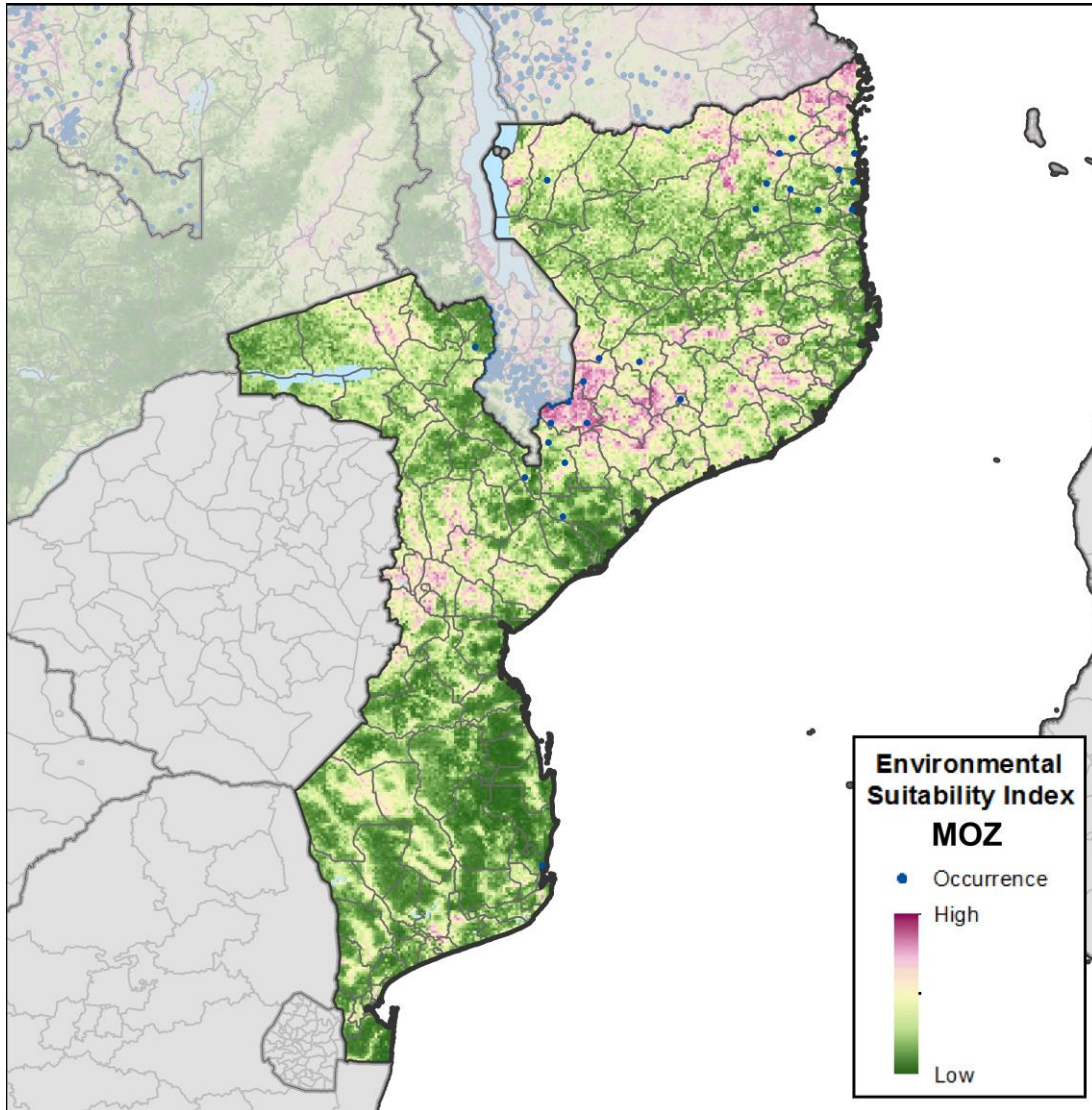 Environmental
Suitability Index
MOZ
Occurrence
High
Low